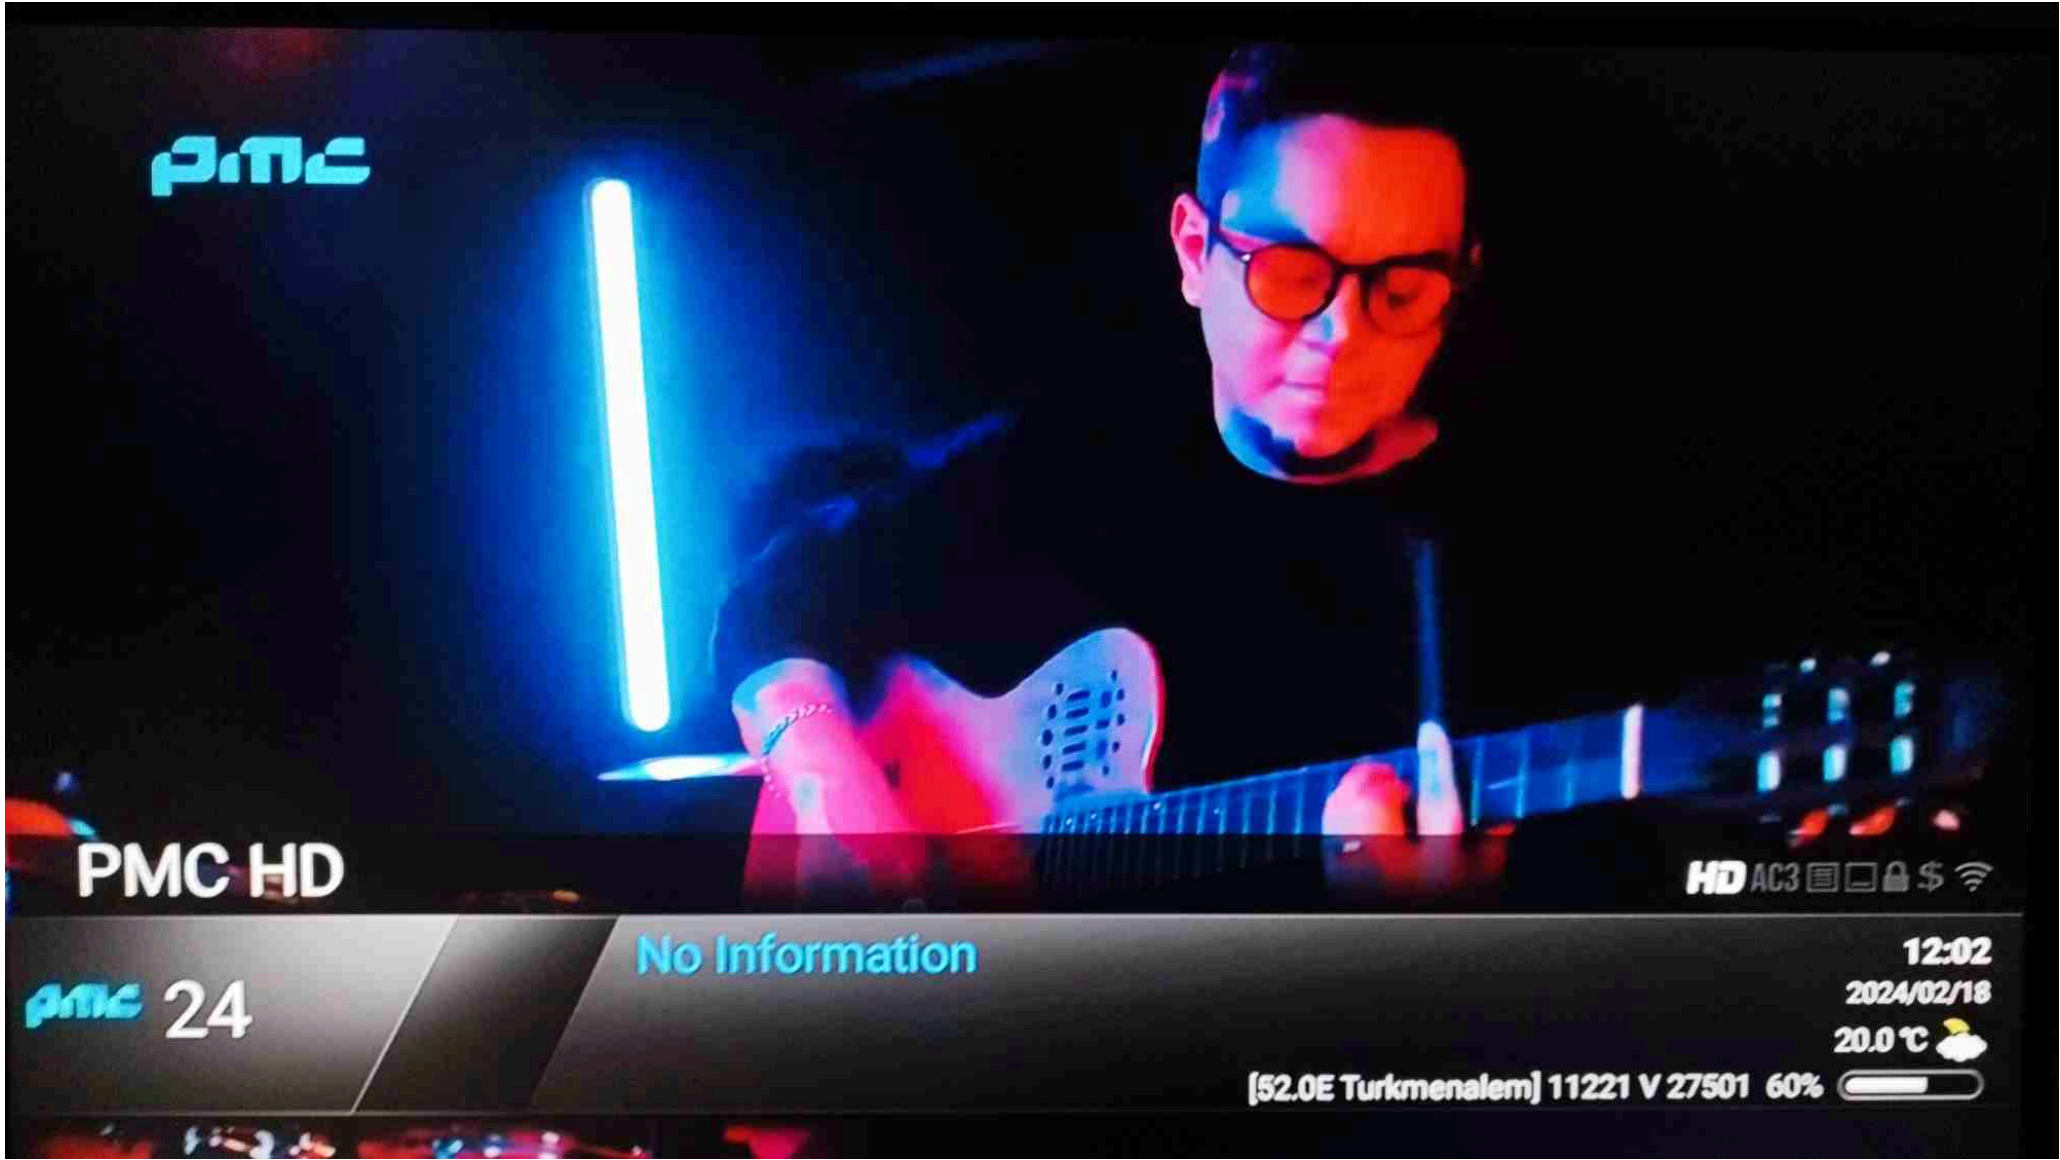 pmc
PMC HD
HD AC3 $
pmc 24
No Information
12:02
2024/02/18
20.0 °C
[52.0E Turkmenalem] 11221 V 27501 60%